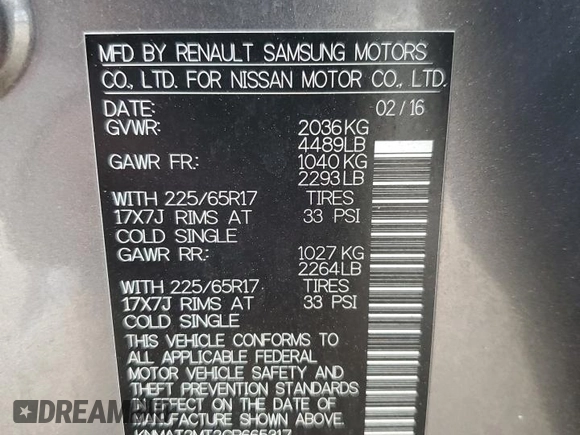 MFD BY RENAULT SAMSUNG MOTORS
CO., LTD. FOR NISSAN MOTOR CO., LTD.
DATE: 02/16
GVWR: 2036KG
4489LB
GAWR FR: 1040KG
2293LB
WITH 225/65R17 TIRES
17X7J RIMS AT 33 PSI
COLD SINGLE
GAWR RR: 1027KG
2264LB
WITH 225/65R17 TIRES
17X7J RIMS AT 33 PSI
COLD SINGLE
THIS VEHICLE CONFORMS TO
ALL APPLICABLE FEDERAL
MOTOR VEHICLE SAFETY AND
THEFT PREVENTION STANDARDS
IN EFFECT ON THE DATE OF
MANUFACTURE SHOWN ABOVE.